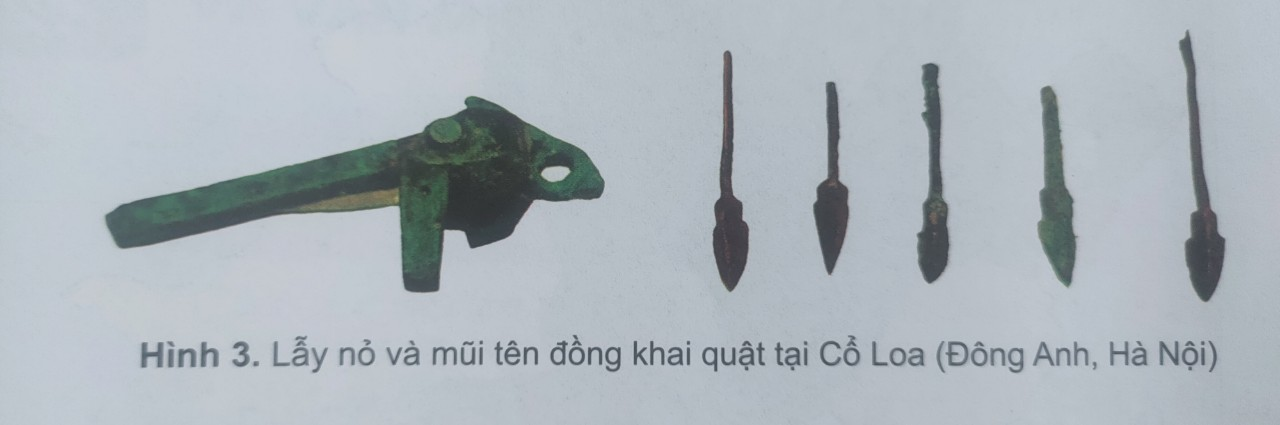 Hình 3. Lẫy nỏ và mũi tên đồng khai quật tại Cổ Loa (Đông Anh, Hà Nội)